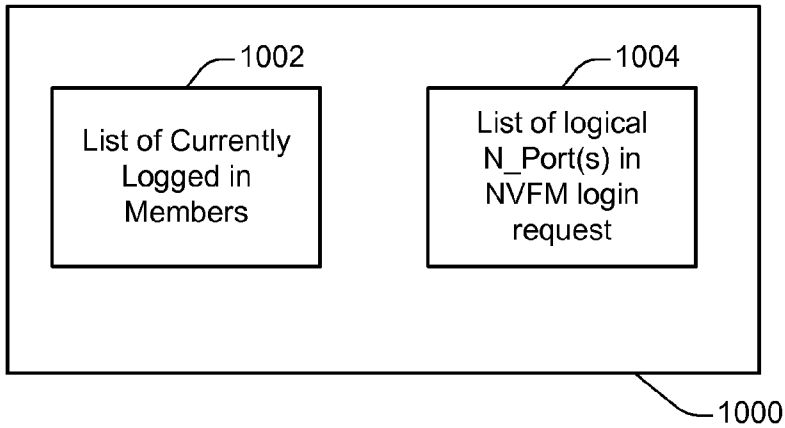 1002
1004
List of Currently
Logged in
Members
List of logical
N_Port(s) in
NVFM login
request
1000